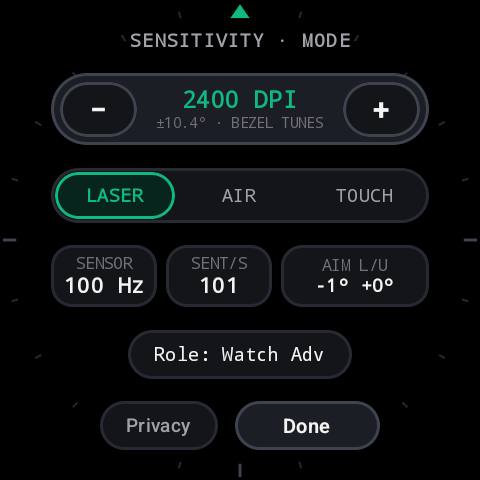 SENSITIVITY · MODE
- 2400 DPI +
±10.4° · BEZEL TUNES
LASER AIR TOUCH
SENSOR SENT/S AIM L/U
100 Hz 101 -1° +0°
Role: Watch Adv
Privacy Done